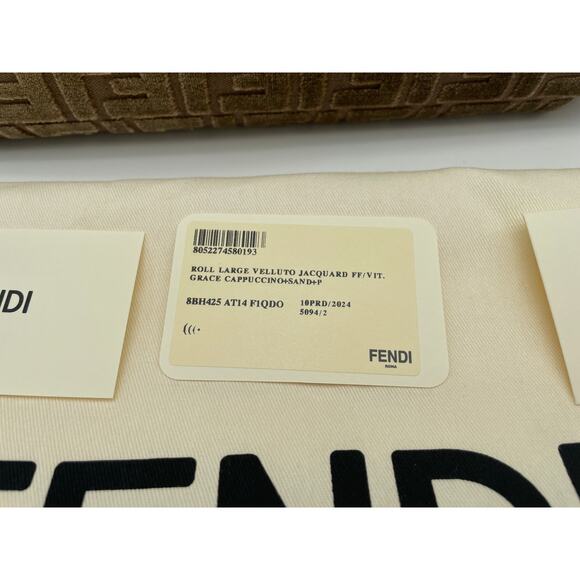 8052274580193
ROLL LARGE VELLUTO JACQUARD FF/VIT.
GRACE CAPPUCCINO+SAND+P
8BH425 AT14 F1QDO 10PRD/2024
5094/2
(((•
FENDI
ROMA
NDI
FENDI